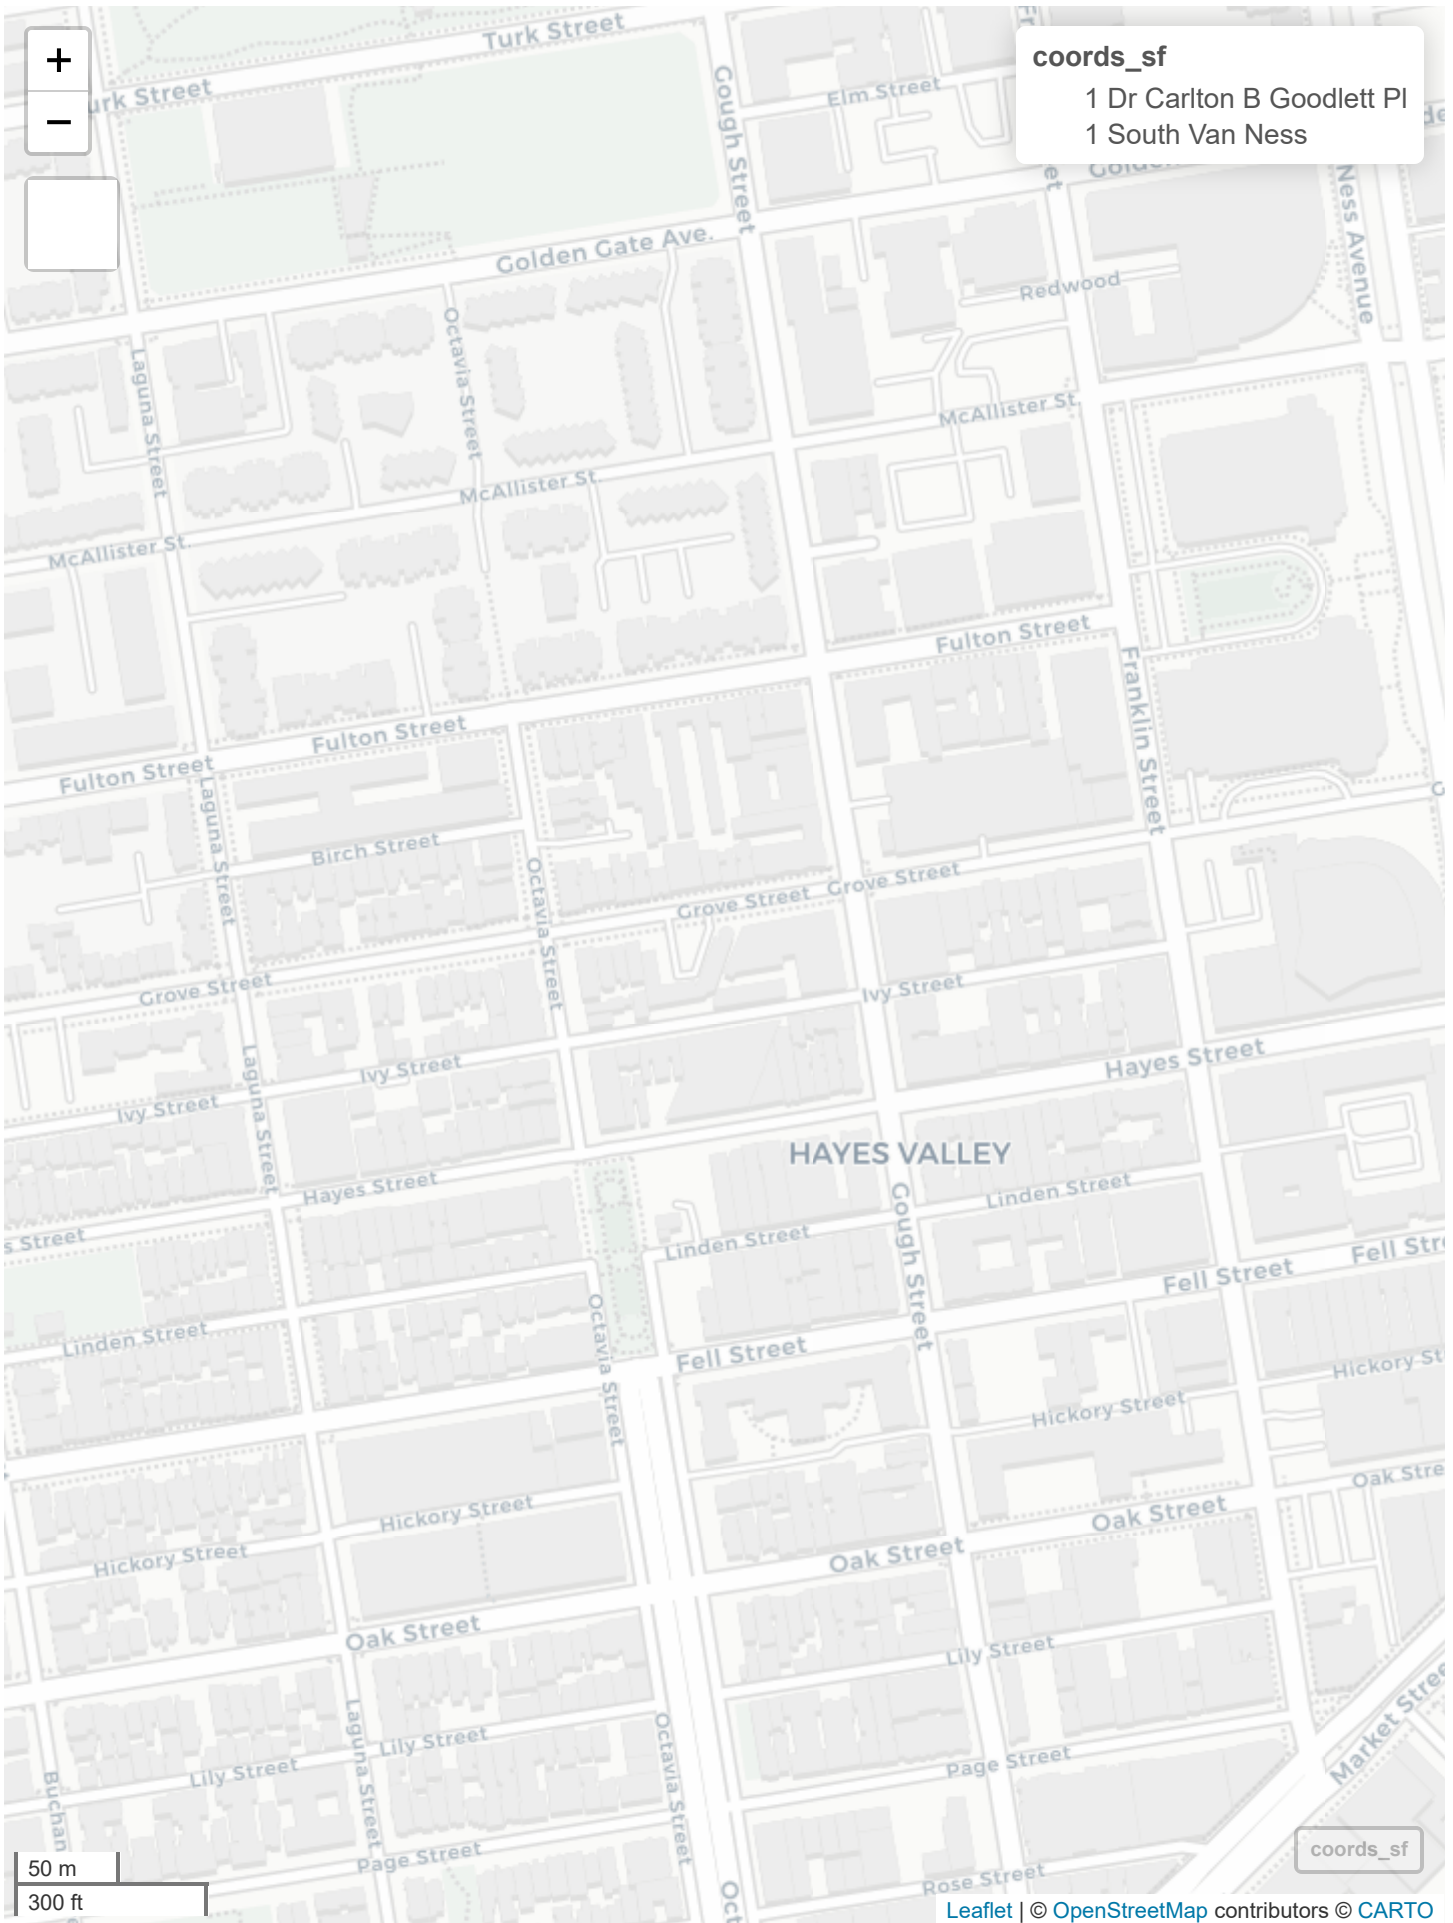 +
−
coords_sf
1 Dr Carlton B Goodlett Pl
1 South Van Ness
Turk Street
urk Street
Gough Street
Elm Street
Fr
et
Golden
Ness Avenue
Golden Gate Ave.
Redwood
Octavia Street
Laguna Street
McAllister St.
McAllister St.
McAllister St.
Fulton Street
Franklin Street
Fulton Street
Fulton Street
Laguna Street
Birch Street
Octavia Street
Grove Street
Grove Street
Grove Street
Ivy Street
Ivy Street
Ivy Street
Laguna Street
Hayes Street
HAYES VALLEY
Hayes Street
s Street
Gough Street
Linden Street
Linden Street
Fell Stre
Fell Street
Octavia Street
Linden Street
Fell Street
Hickory St
Hickory Street
Hickory Street
Hickory Street
Oak Stre
Oak Street
Oak Street
Oak Street
Lily Street
Lily Street
Lily Street
Laguna Street
Octavia Street
Market Stree
Page Street
Page Street
Buchan
Rose Street
Oct
coords_sf
50 m
300 ft
Leaflet | © OpenStreetMap contributors © CARTO